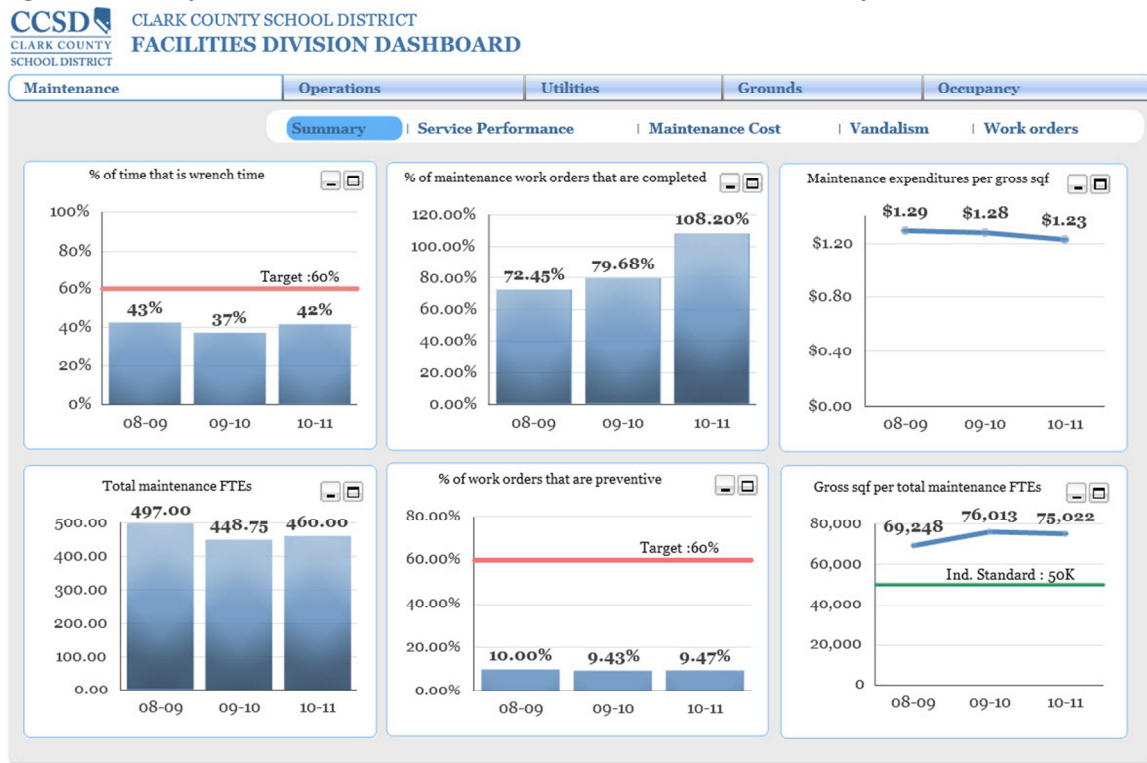 CCSD
CLARK COUNTY
SCHOOL DISTRICT
CLARK COUNTY SCHOOL DISTRICT
FACILITIES DIVISION DASHBOARD
Maintenance Operations Utilities Grounds Occupancy
Summary | Service Performance | Maintenance Cost | Vandalism | Work orders
% of time that is wrench time
100%
80%
60%
40%
20%
0%
Target :60%
43% 37% 42%
08-09 09-10 10-11
% of maintenance work orders that are completed
120.00%
100.00%
80.00%
60.00%
40.00%
20.00%
0.00%
72.45% 79.68% 108.20%
08-09 09-10 10-11
Maintenance expenditures per gross sqf
$1.29 $1.28 $1.23
$1.20
$0.80
$0.40
$0.00
08-09 09-10 10-11
Total maintenance FTEs
497.00 448.75 460.00
500.00
400.00
300.00
200.00
100.00
0.00
08-09 09-10 10-11
% of work orders that are preventive
80.00%
60.00%
40.00%
20.00%
0.00%
Target :60%
10.00% 9.43% 9.47%
08-09 09-10 10-11
Gross sqf per total maintenance FTEs
80,000
60,000
40,000
20,000
0
69,248 76,013 75,022
Ind. Standard : 50K
08-09 09-10 10-11